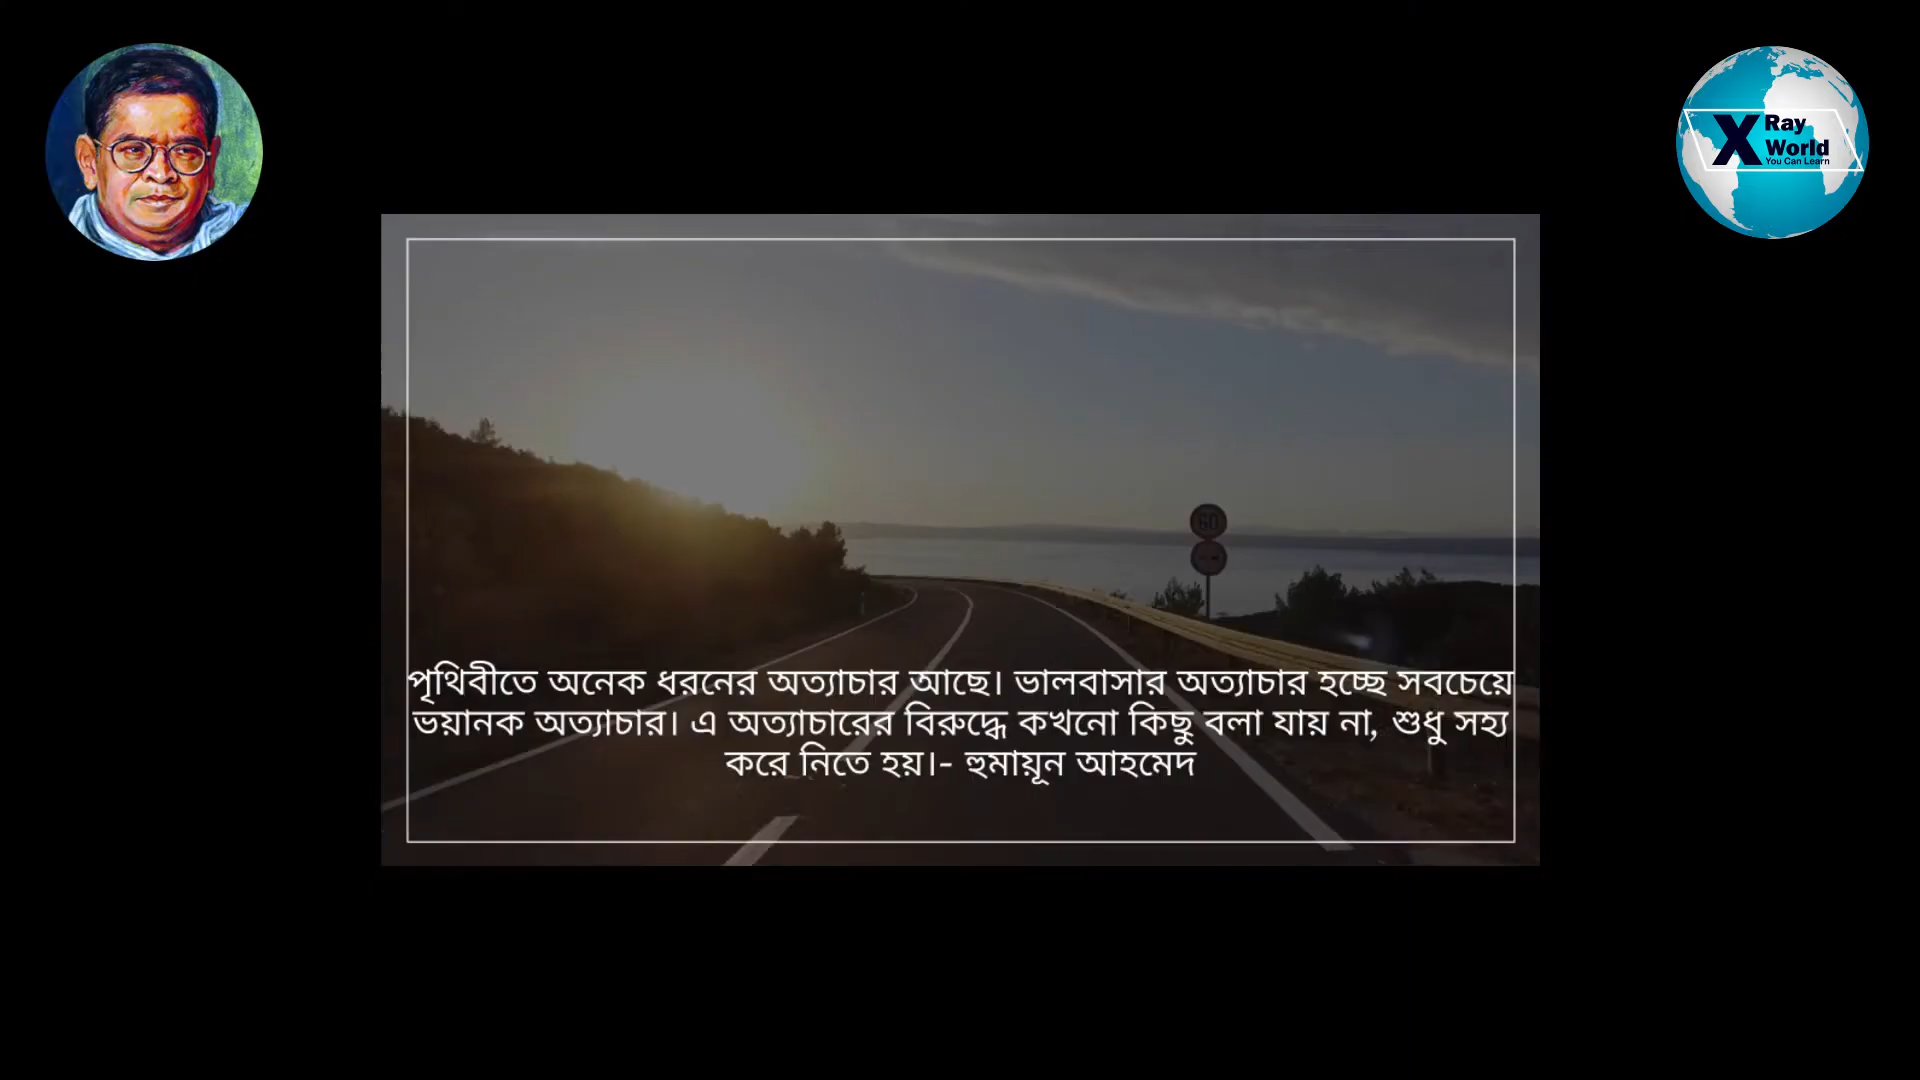 X Ray
World
You Can Learn
60
পৃথিবীতে অনেক ধরনের অত্যাচার আছে। ভালবাসার অত্যাচার হচ্ছে সবচেয়ে
ভয়ানক অত্যাচার। এ অত্যাচারের বিরুদ্ধে কখনো কিছু বলা যায় না, শুধু সহ্য
করে নিতে হয়।- হুমায়ূন আহমেদ